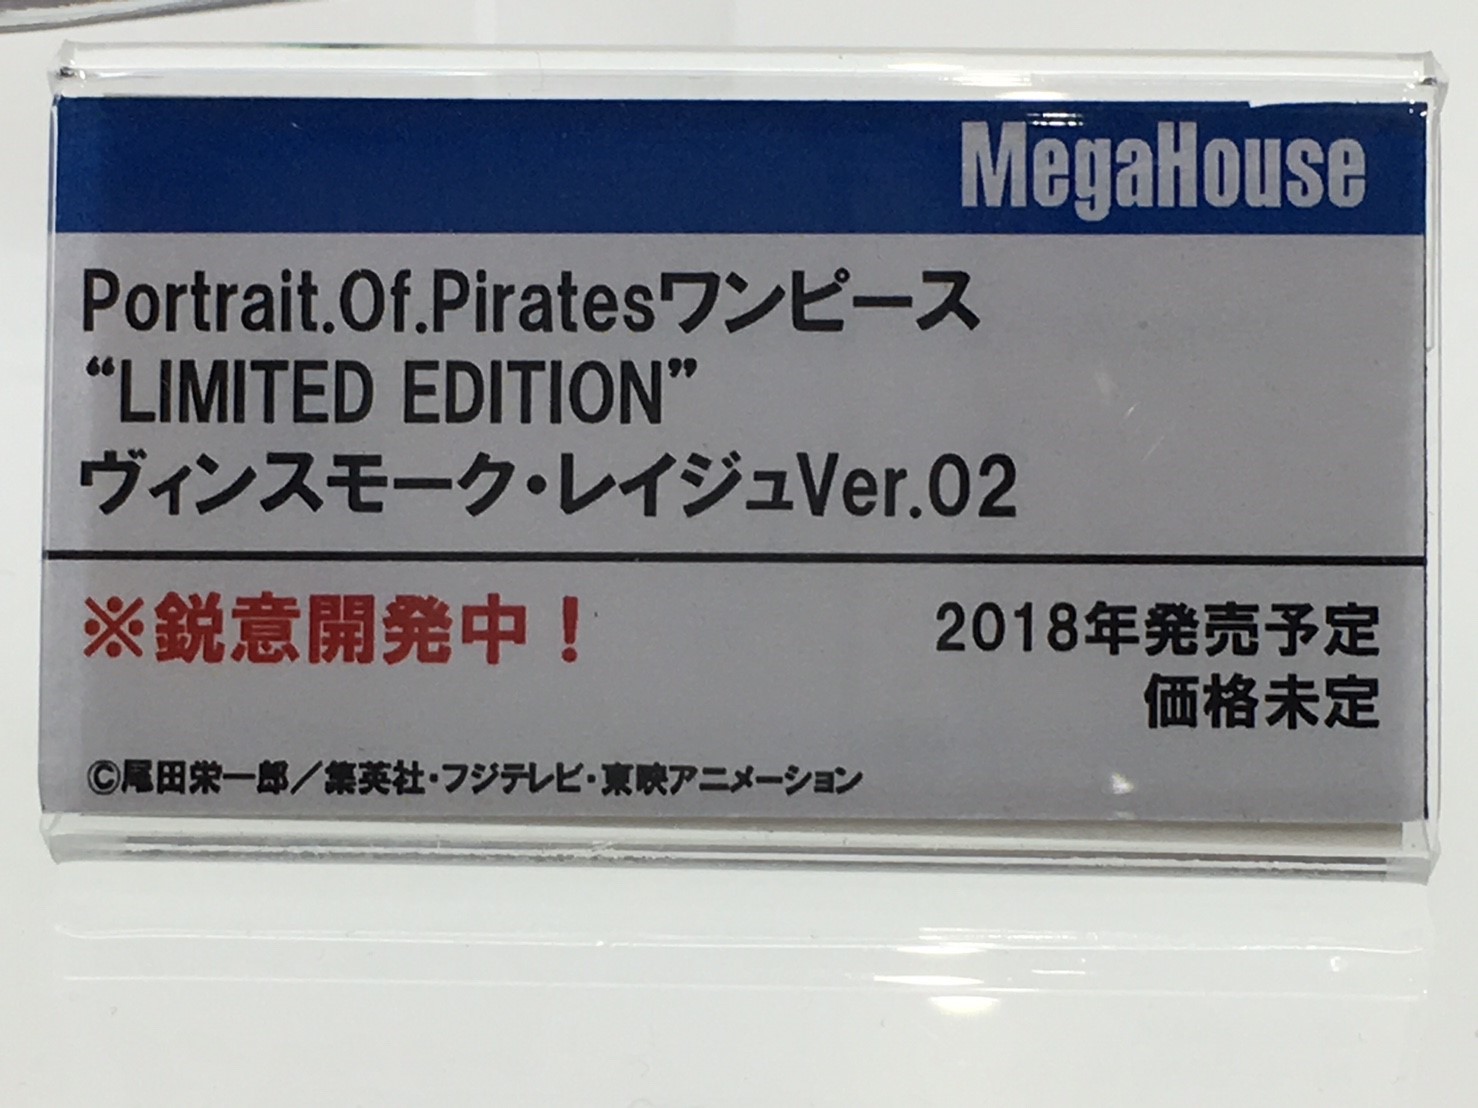 MegaHouse
Portrait.Of.Piratesワンピース
“LIMITED EDITION”
ヴィンスモーク・レイジュVer.02
※鋭意開発中！
2018年発売予定
価格未定
©尾田栄一郎／集英社・フジテレビ・東映アニメーション